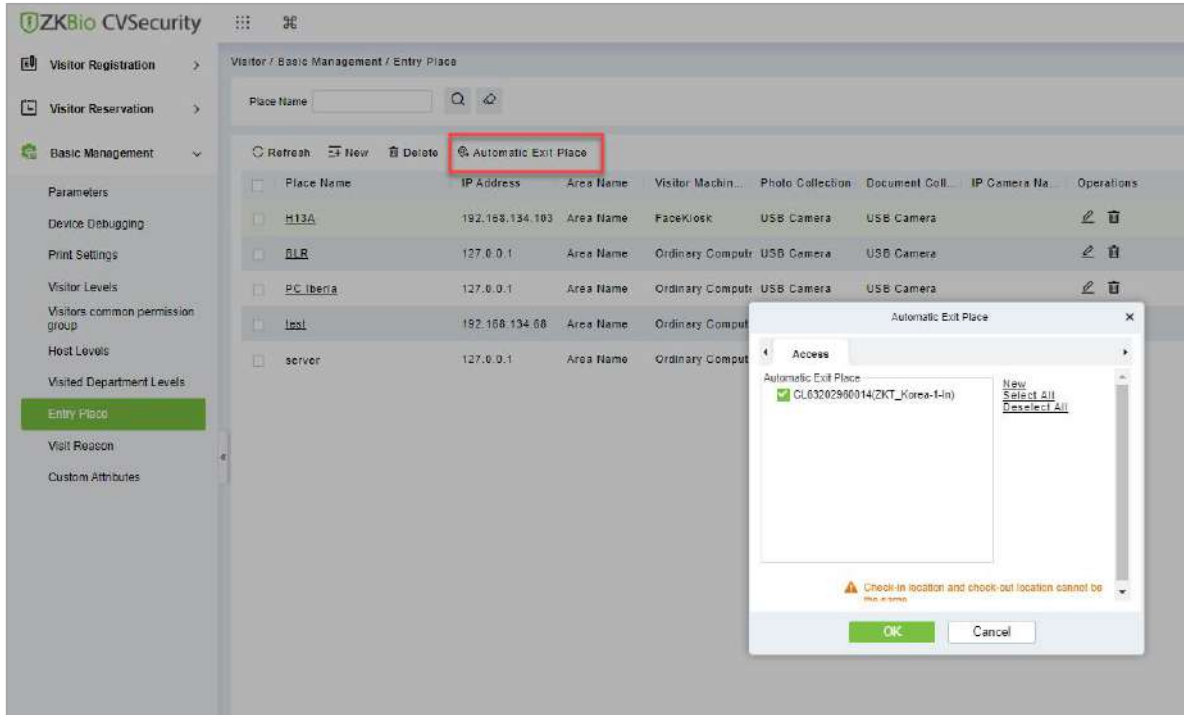 ZKBio CVSecurity
Visitor Registration
Visitor / Basic Management / Entry Place
Visitor Reservation
Place Name
Basic Management
Refresh New Delete Automatic Exit Place
Parameters
Device Debugging
Print Settings
Visitor Levels
Visitors common permission
group
Host Levels
Visited Department Levels
Entry Place
Visit Reason
Custom Attributes
Place Name IP Address Area Name Visitor Machin... Photo Collection Document Coll... IP Camera Na... Operations
H13A 192.168.134.103 Area Name FaceKiosk USB Camera USB Camera
BLR 127.0.0.1 Area Name Ordinary Compute USB Camera USB Camera
PC Iberia 127.0.0.1 Area Name Ordinary Compute USB Camera USB Camera
test 192.168.134.68 Area Name Ordinary Comput
server 127.0.0.1 Area Name Ordinary Comput
Automatic Exit Place
Access
Automatic Exit Place
CL63202960014(ZKT_Korea-1-In)
New
Select All
Deselect All
Check-in location and check-out location cannot be
the same
OK Cancel